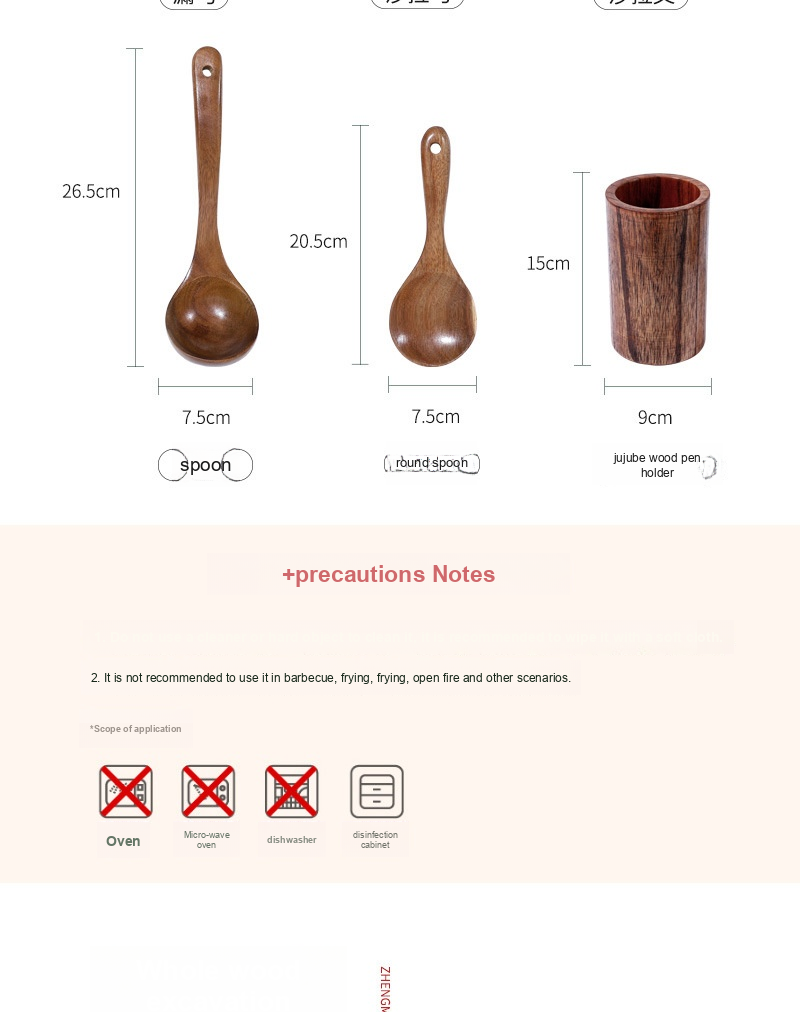 26.5cm
20.5cm
15cm
7.5cm
7.5cm
9cm
spoon
round spoon
jujube wood pen
holder
+precautions Notes
2. It is not recommended to use it in barbecue, frying, frying, open fire and other scenarios.
*Scope of application
Oven
Micro-wave
oven
dishwasher
disinfection
cabinet